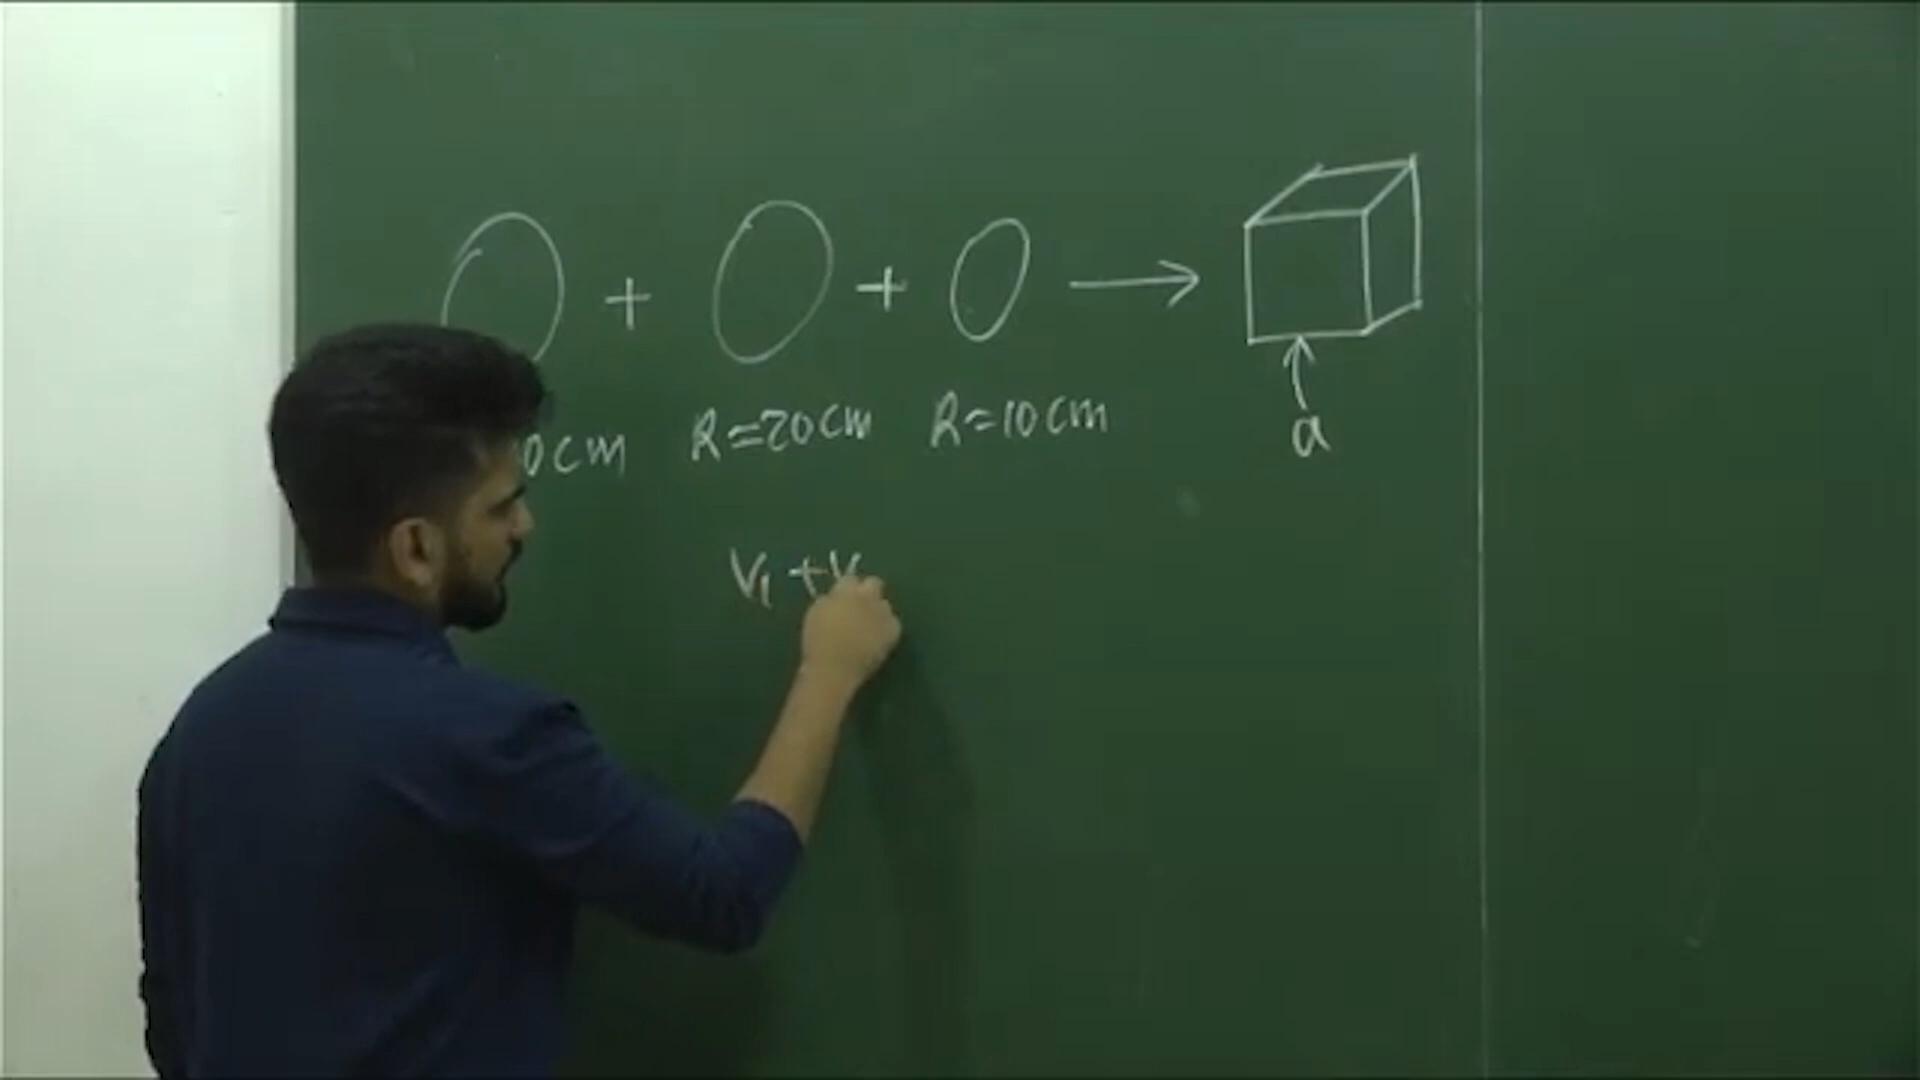 + + →
0cm R=20cm R=10cm a
V₁ + V